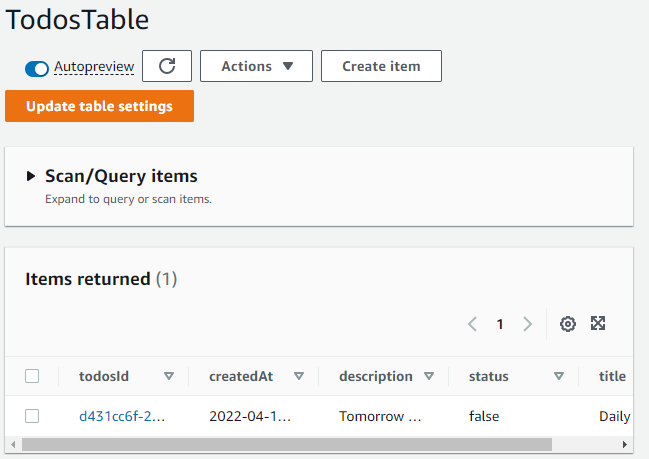 TodosTable
Autopreview Actions Create item
Update table settings
Scan/Query items
Expand to query or scan items.
Items returned (1)
1
todosId createdAt description status title
d431cc6f-2... 2022-04-1... Tomorrow ... false Daily